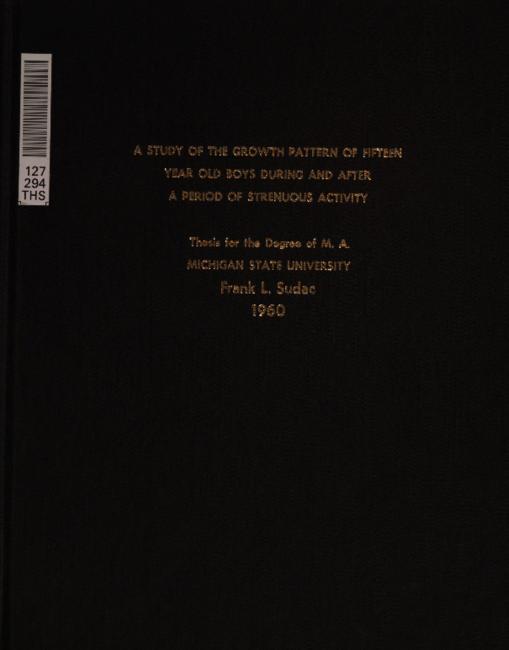 127
294
THS
A STUDY OF THE GROWTH PATTERN OF FIFTEEN
YEAR OLD BOYS DURING AND AFTER
A PERIOD OF STRENUOUS ACTIVITY
Thesis for the Degree of M. A.
MICHIGAN STATE UNIVERSITY
Frank L. Sudac
1960